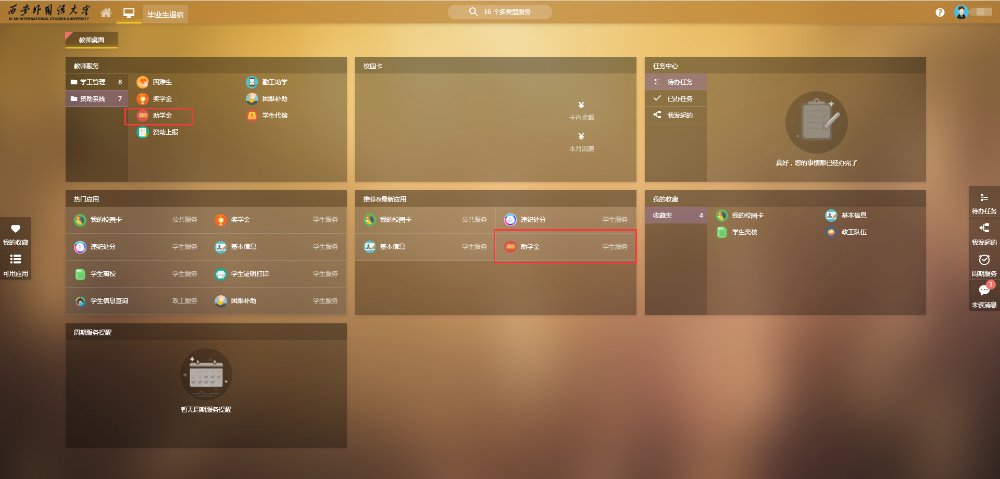 西安外国语大学
XI'AN INTERNATIONAL STUDIES UNIVERSITY
毕业生退宿
16 个多类型服务
教师桌面
教师服务
学工管理 8
资助系统 7
困难生
勤工助学
奖学金
困难补助
助学金
学生代偿
资助上报
校园卡
¥
卡内余额
¥
本月消费
任务中心
待办任务
已办任务
我发起的
真好，您的事情都已经办完了
热门应用
我的校园卡 公共服务
奖学金 学生服务
违纪处分 学生服务
基本信息 学生服务
学生离校 学生服务
学生证明打印 学生服务
学生信息查询 政工服务
困难补助 学生服务
推荐&最新应用
我的校园卡 公共服务
违纪处分 学生服务
基本信息 学生服务
助学金 学生服务
我的收藏
收藏夹 4
我的校园卡
基本信息
学生离校
政工队伍
周期服务提醒
暂无周期服务提醒
我的收藏
可用应用
待办任务
我发起的
周期服务
1
未读消息